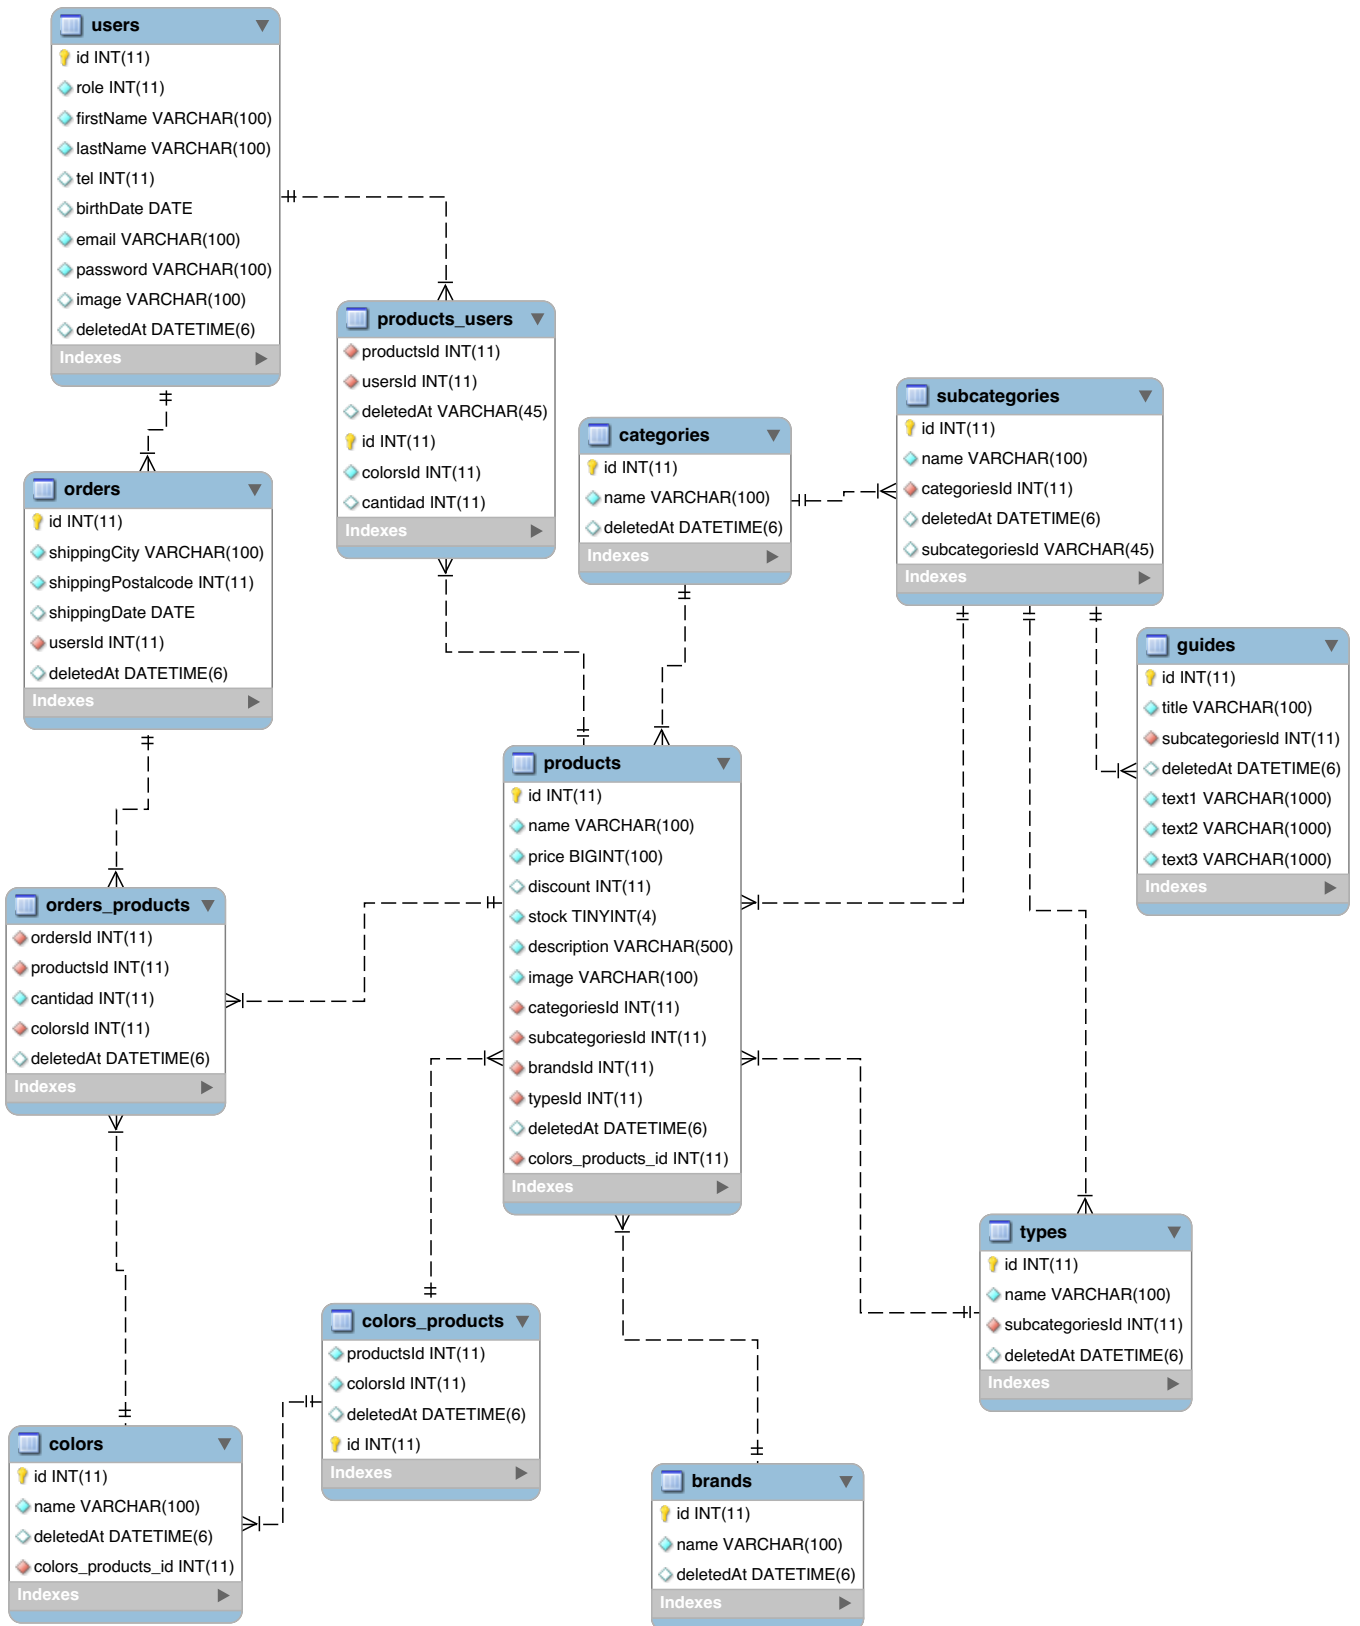 users
id INT(11)
role INT(11)
firstName VARCHAR(100)
lastName VARCHAR(100)
tel INT(11)
birthDate DATE
email VARCHAR(100)
password VARCHAR(100)
image VARCHAR(100)
deletedAt DATETIME(6)
Indexes
products_users
productsId INT(11)
usersId INT(11)
deletedAt VARCHAR(45)
id INT(11)
colorsId INT(11)
cantidad INT(11)
Indexes
categories
id INT(11)
name VARCHAR(100)
deletedAt DATETIME(6)
Indexes
subcategories
id INT(11)
name VARCHAR(100)
categoriesId INT(11)
deletedAt DATETIME(6)
subcategoriesId VARCHAR(45)
Indexes
orders
id INT(11)
shippingCity VARCHAR(100)
shippingPostalcode INT(11)
shippingDate DATE
usersId INT(11)
deletedAt DATETIME(6)
Indexes
guides
id INT(11)
title VARCHAR(100)
subcategoriesId INT(11)
deletedAt DATETIME(6)
text1 VARCHAR(1000)
text2 VARCHAR(1000)
text3 VARCHAR(1000)
Indexes
products
id INT(11)
name VARCHAR(100)
price BIGINT(100)
discount INT(11)
stock TINYINT(4)
description VARCHAR(500)
image VARCHAR(100)
categoriesId INT(11)
subcategoriesId INT(11)
brandsId INT(11)
typesId INT(11)
deletedAt DATETIME(6)
colors_products_id INT(11)
Indexes
orders_products
ordersId INT(11)
productsId INT(11)
cantidad INT(11)
colorsId INT(11)
deletedAt DATETIME(6)
Indexes
types
id INT(11)
name VARCHAR(100)
subcategoriesId INT(11)
deletedAt DATETIME(6)
Indexes
colors_products
productsId INT(11)
colorsId INT(11)
deletedAt DATETIME(6)
id INT(11)
Indexes
colors
id INT(11)
name VARCHAR(100)
deletedAt DATETIME(6)
colors_products_id INT(11)
Indexes
brands
id INT(11)
name VARCHAR(100)
deletedAt DATETIME(6)
Indexes